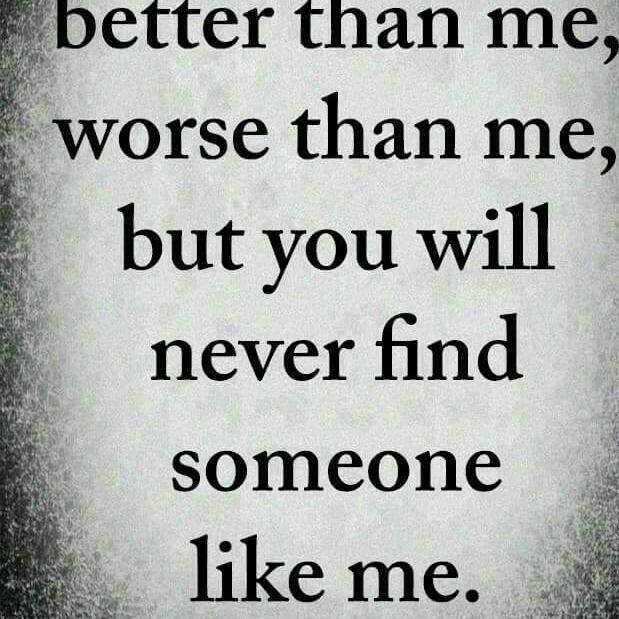 better than me,
worse than me,
but you will
never find
someone
like me.